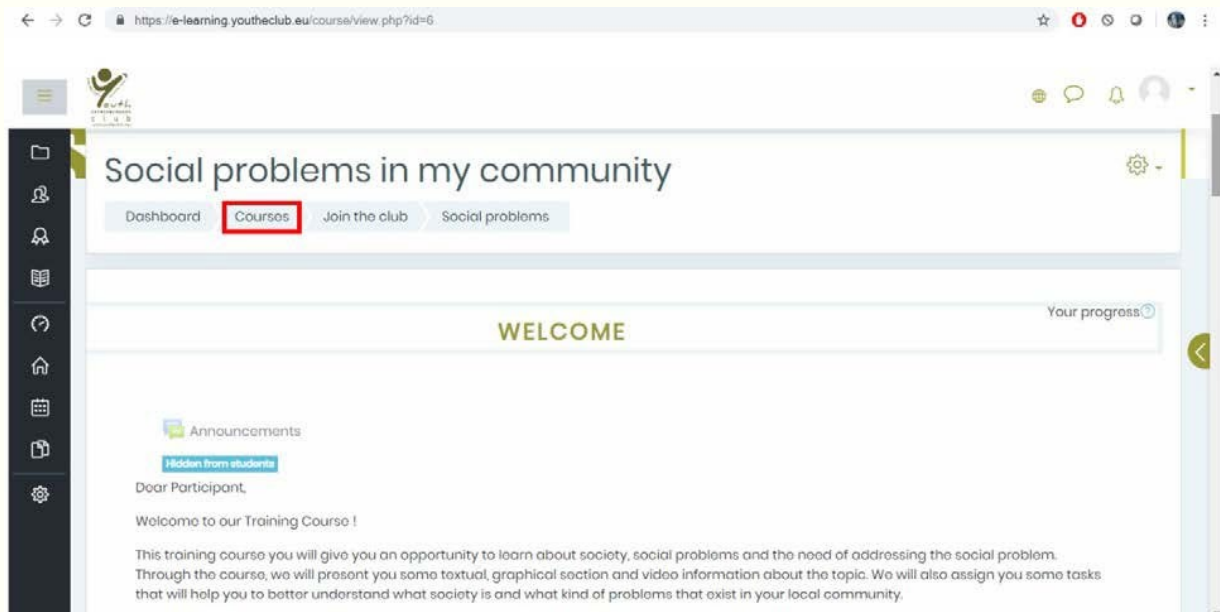 https://e-learning.youtheclub.eu/course/view.php?id=6
Youth
club
Social problems in my community
Dashboard Courses Join the club Social problems
Your progress
WELCOME
Announcements
Hidden from students
Dear Participant,
Welcome to our Training Course !
This training course you will give you an opportunity to learn about society, social problems and the need of addressing the social problem.
Through the course, we will present you some textual, graphical section and video information about the topic. We will also assign you some tasks
that will help you to better understand what society is and what kind of problems that exist in your local community.